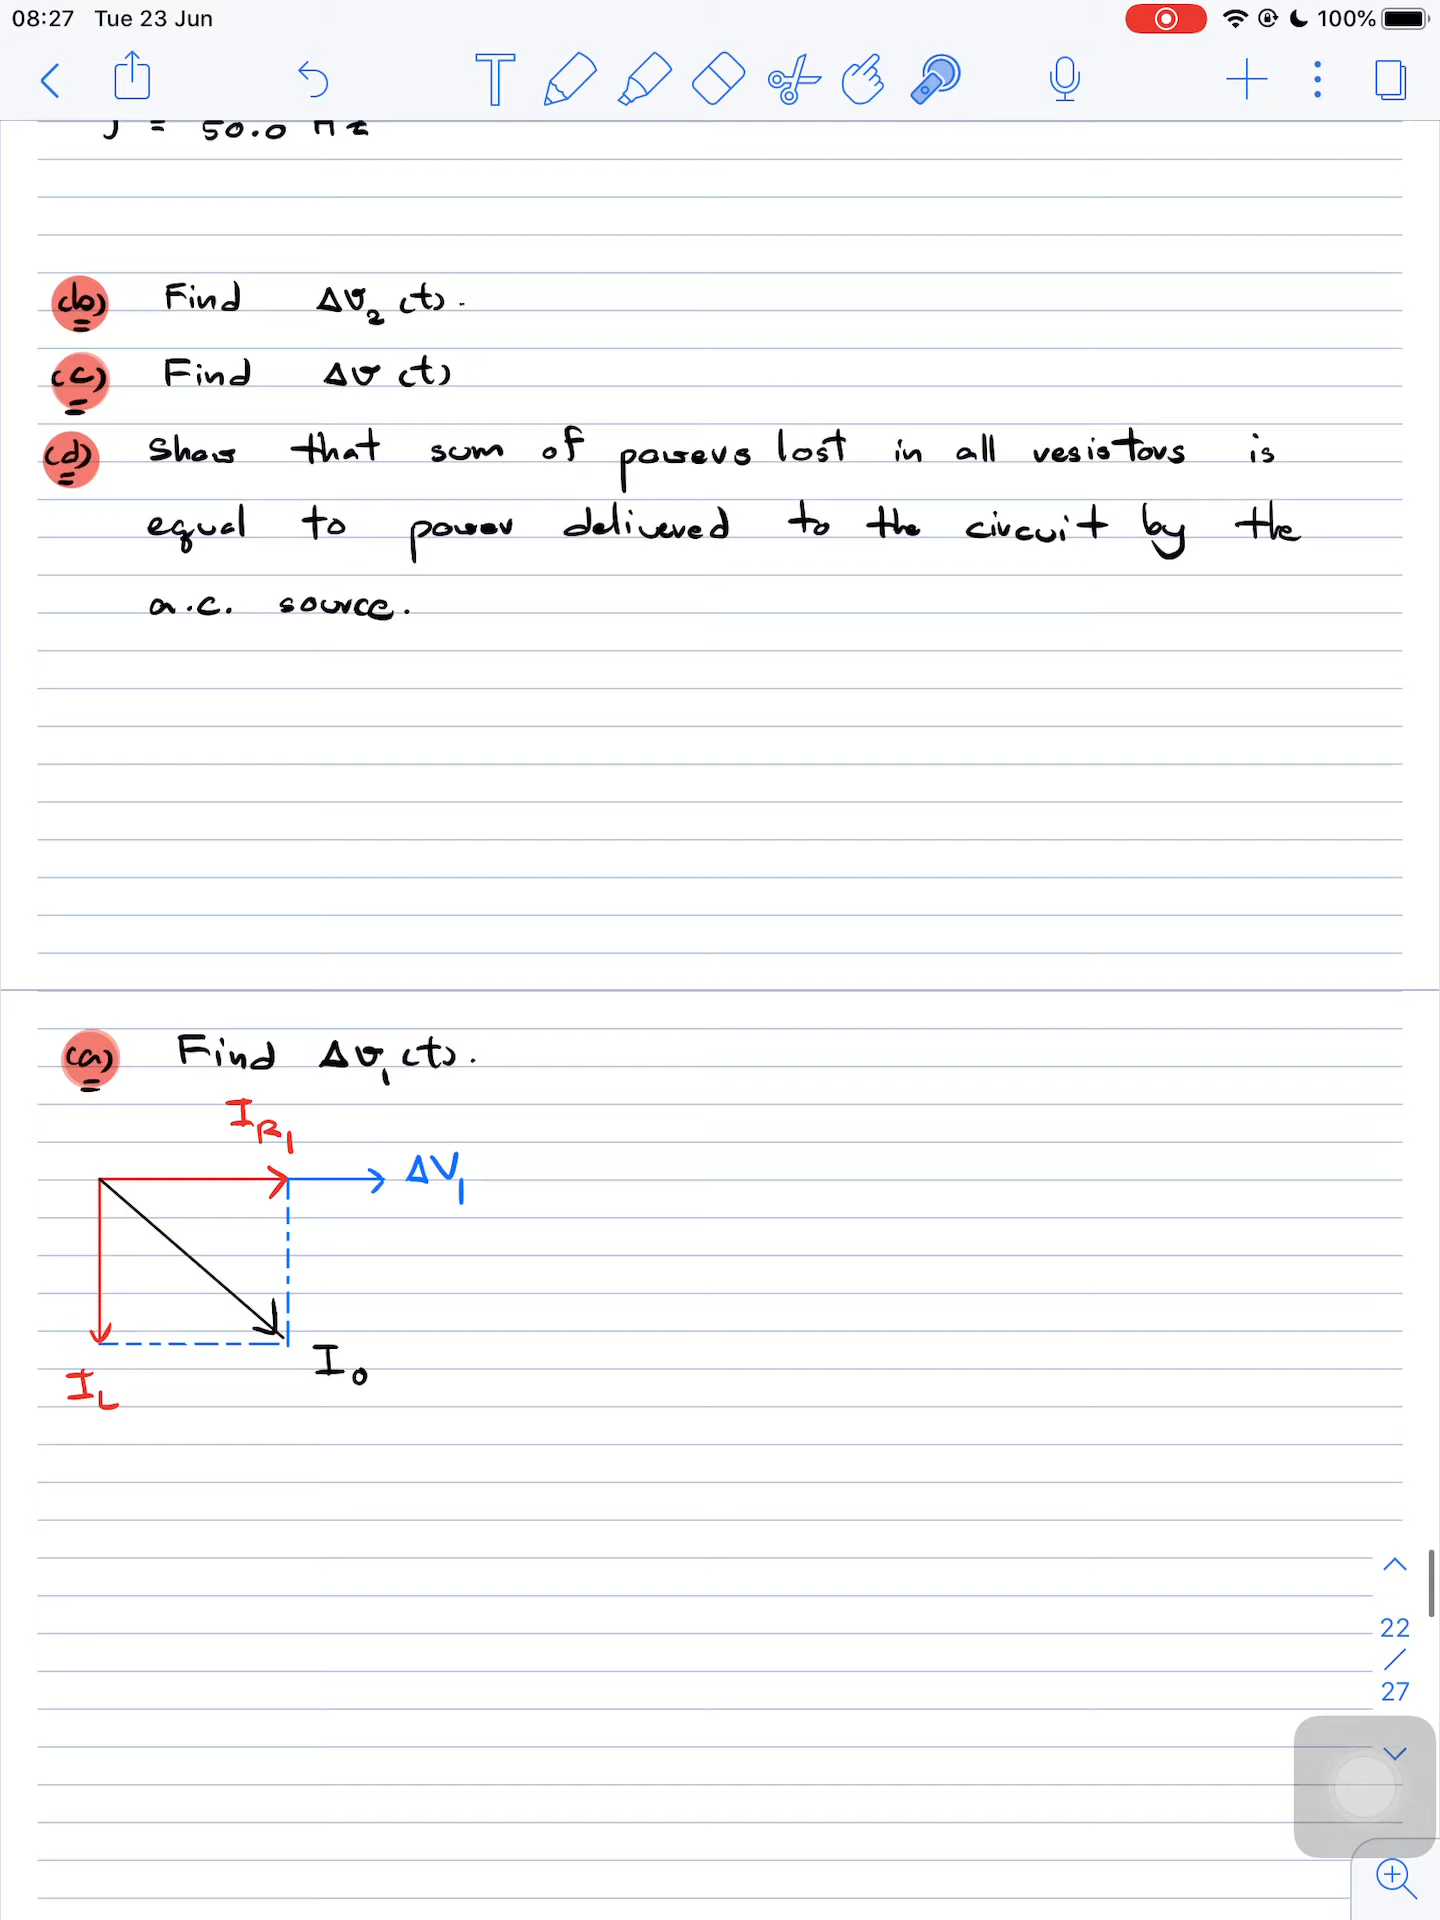 08:27 Tue 23 Jun
100%
T
f = 50.0 Hz
(b) Find Δv₂(t).
(c) Find Δv(t)
(d) Show that sum of powers lost in all resistors is
equal to power delivered to the circuit by the
a.c. source.
(a) Find Δv₁(t).
I_R₁
ΔV₁
I₀
I_L
22
/
27